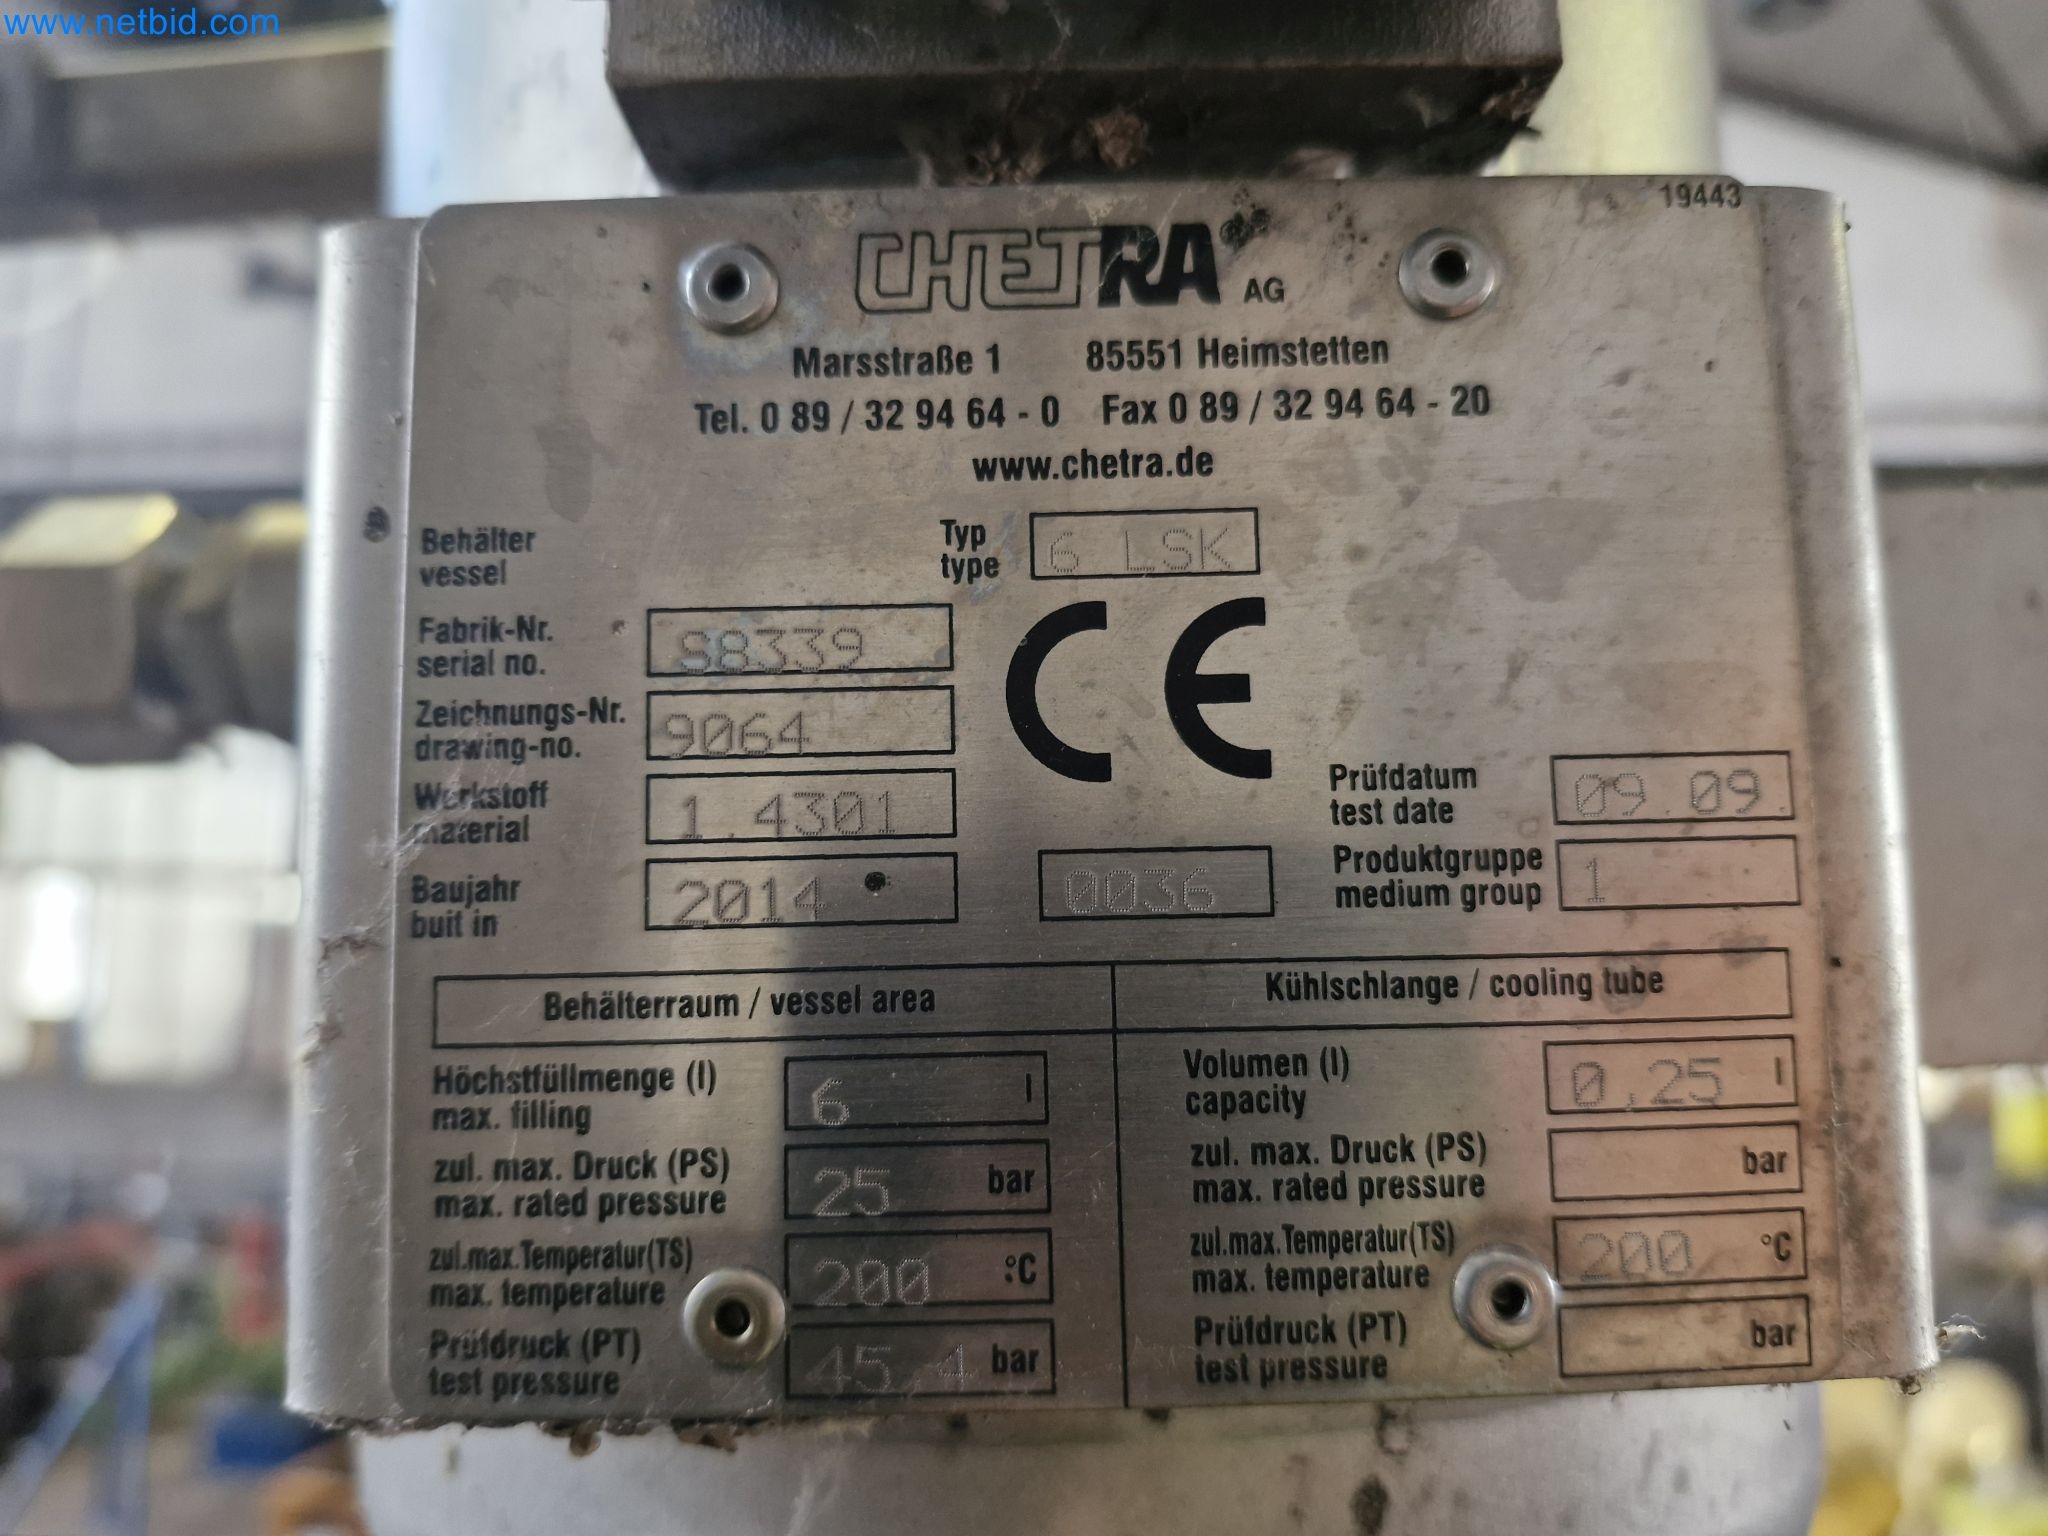 www.netbid.com
19443
CHETRA AG
Marsstraße 1 85551 Heimstetten
Tel. 0 89 / 32 94 64 - 0 Fax 0 89 / 32 94 64 - 20
www.chetra.de
Behälter Typ 6 LSK
vessel type
Fabrik-Nr. S8339
serial no.
CE
Zeichnungs-Nr. 9064
drawing-no.
Werkstoff 1.4301
material
Prüfdatum 09.09.
test date
Baujahr 2014 0036
buit in
Produktgruppe 1
medium group
Behälterraum / vessel area
Höchstfüllmenge (l) 6 l
max. filling
zul. max. Druck (PS) 25 bar
max. rated pressure
zul.max.Temperatur(TS) 200 °C
max. temperature
Prüfdruck (PT) 45,4 bar
test pressure
Kühlschlange / cooling tube
Volumen (l) 0,25 l
capacity
zul. max. Druck (PS) bar
max. rated pressure
zul.max.Temperatur(TS) 200 °C
max. temperature
Prüfdruck (PT) bar
test pressure